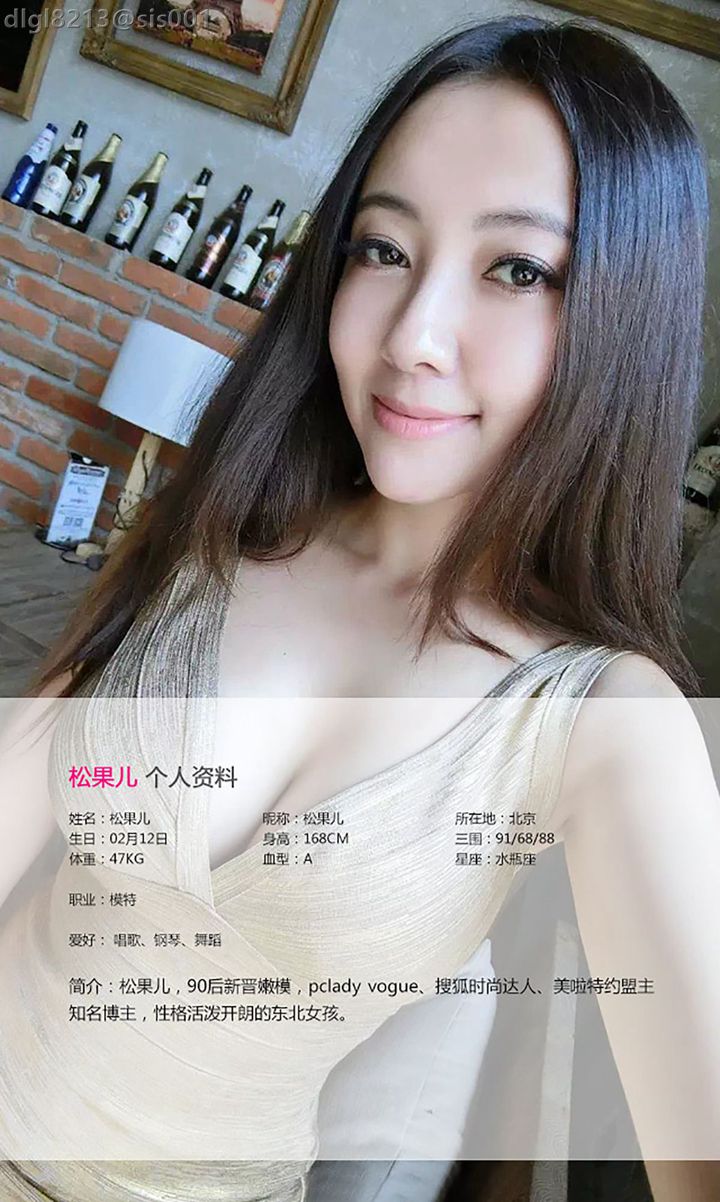 dlgl8213@sis001
松果儿 个人资料
姓名：松果儿 昵称：松果儿 所在地：北京
生日：02月12日 身高：168CM 三围：91/68/88
体重：47KG 血型：A 星座：水瓶座
职业：模特
爱好： 唱歌、钢琴、舞蹈
简介：松果儿，90后新晋嫩模，pclady vogue、搜狐时尚达人、美啦特约盟主
知名博主，性格活泼开朗的东北女孩。